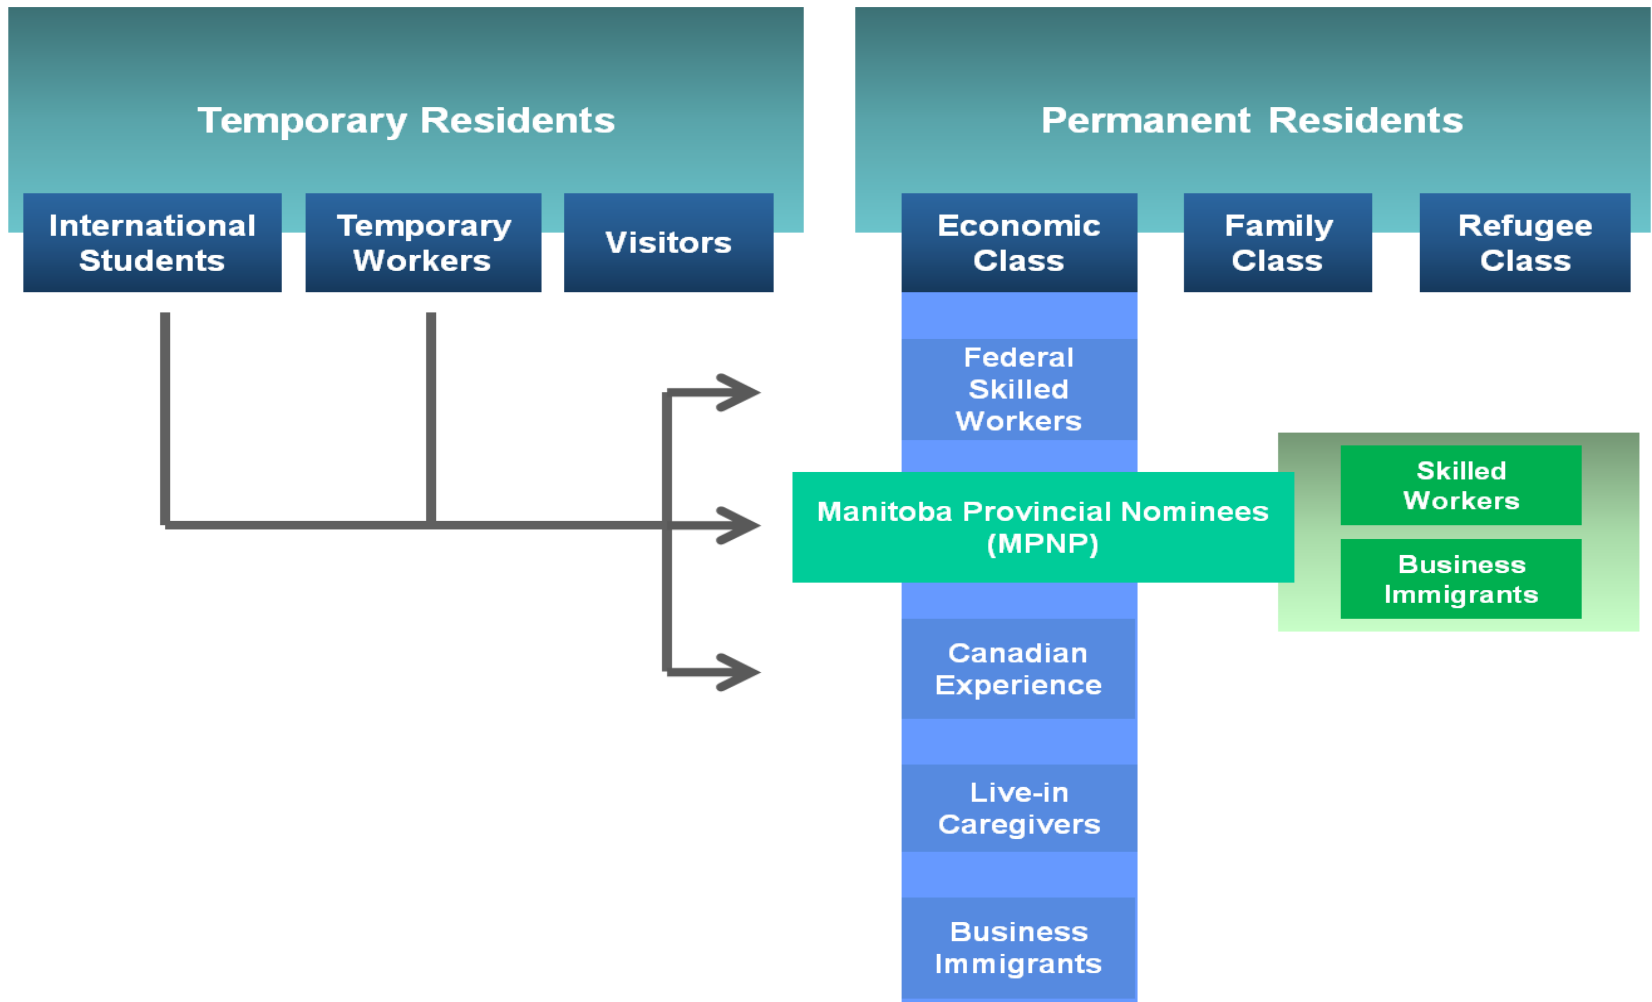 Temporary Residents
Permanent Residents
International
Students
Temporary
Workers
Visitors
Economic
Class
Family
Class
Refugee
Class
Federal
Skilled
Workers
Manitoba Provincial Nominees
(MPNP)
Skilled
Workers
Business
Immigrants
Canadian
Experience
Live-in
Caregivers
Business
Immigrants